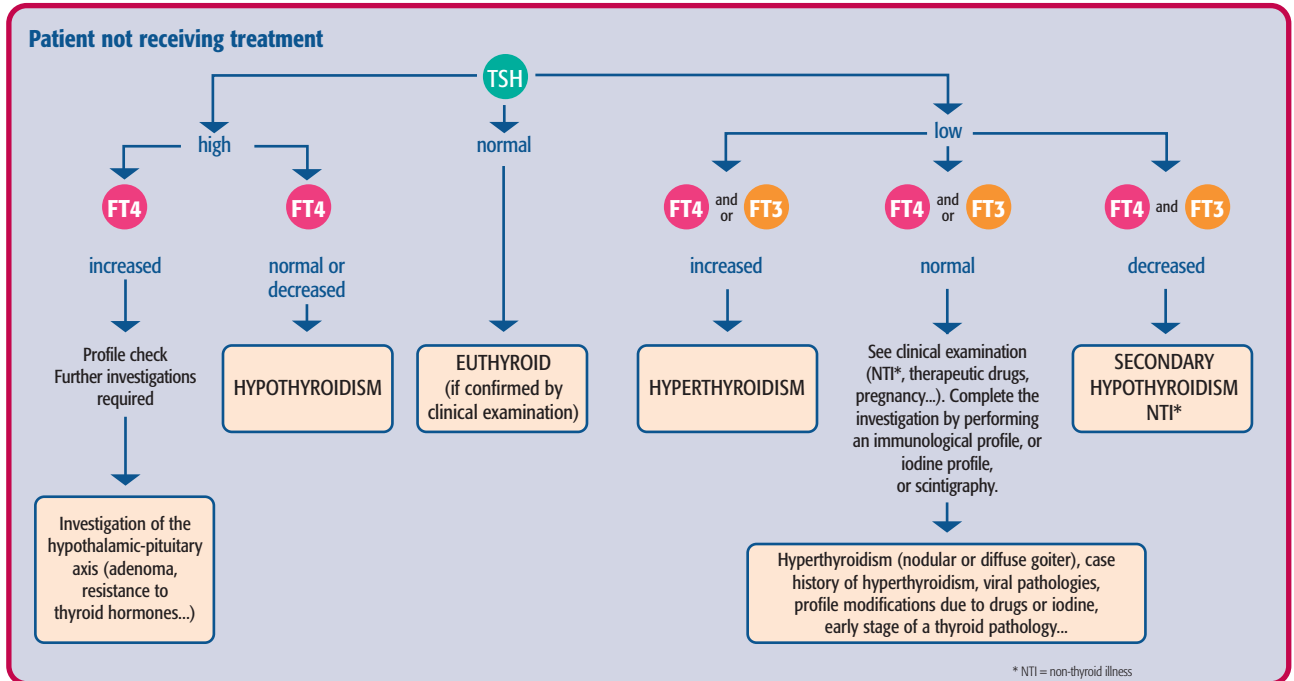 Patient not receiving treatment
TSH
high
normal
low
FT4
FT4
FT4 and or FT3
FT4 and or FT3
FT4 and FT3
increased
normal or
decreased
increased
normal
decreased
Profile check
Further investigations
required
HYPOTHYROIDISM
EUTHYROID
(if confirmed by
clinical examination)
HYPERTHYROIDISM
See clinical examination
(NTI*, therapeutic drugs,
pregnancy...). Complete the
investigation by performing
an immunological profile, or
iodine profile,
or scintigraphy.
SECONDARY
HYPOTHYROIDISM
NTI*
Investigation of the
hypothalamic-pituitary
axis (adenoma,
resistance to
thyroid hormones...)
Hyperthyroidism (nodular or diffuse goiter), case
history of hyperthyroidism, viral pathologies,
profile modifications due to drugs or iodine,
early stage of a thyroid pathology...
* NTI = non-thyroid illness